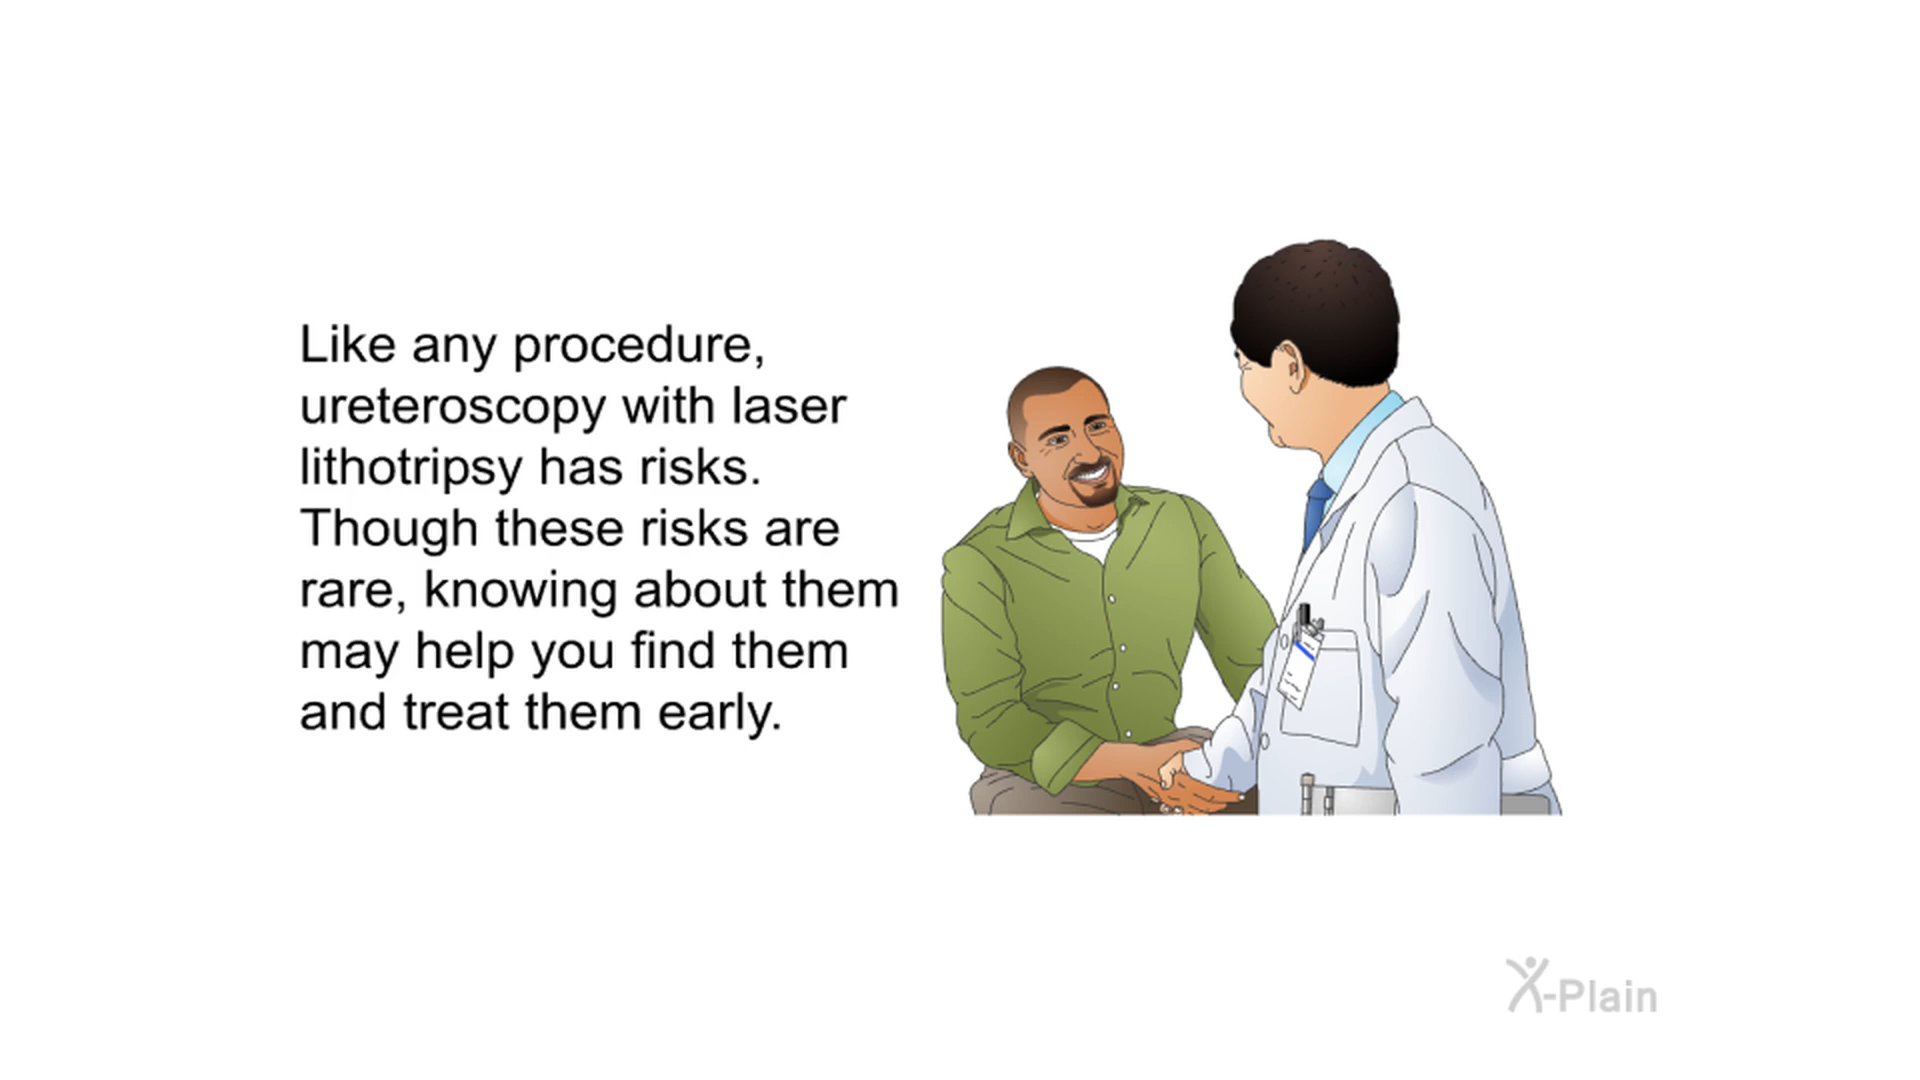 Like any procedure,
ureteroscopy with laser
lithotripsy has risks.
Though these risks are
rare, knowing about them
may help you find them
and treat them early.
X-Plain